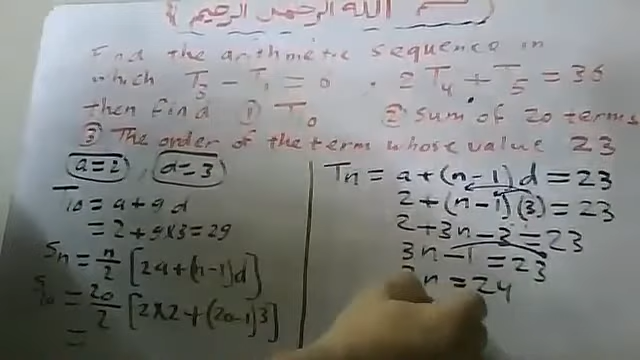 بسم الله الرحمن الرحيم
Find the arithmetic sequence in
which T3 - T1 = 0 . 2T4 + T5 = 36
then find ① T10 ② sum of 20 terms
③ The order of the term whose value 23
a=2, d=3
T10 = a+9d
= 2+9×3=29
Sn = n/2 [2a+(n-1)d]
= 20/2 [2×2+(20-1)3]
=
Tn = a+(n-1)d=23
2+(n-1)(3)=23
2+3n-3=23
3n-1=23
3n=24